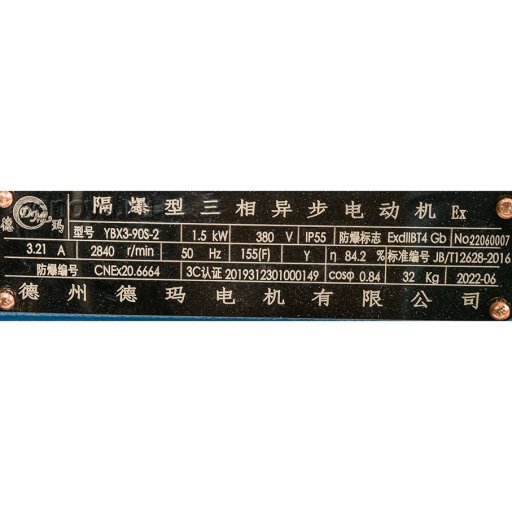 隔爆型三相异步电动机 Ex
德玛
型号 YBX3-90S-2 1.5 kW 380 V IP55 防爆标志 ExdIIBT4 Gb No22060007
3.21 A 2840 r/min 50 Hz 155(F) Y η 84.2 % 标准编号 JB/T12628-2016
防爆编号 CNEx20.6664 3C认证 2019312301000149 cosφ 0.84 32 Kg 2022-06
德州德玛电机有限公司